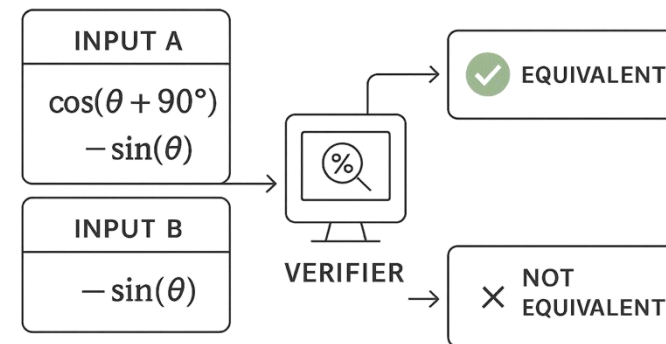 INPUT A
cos(θ + 90°)
− sin(θ)
INPUT B
− sin(θ)
%
VERIFIER
EQUIVALENT
NOT
EQUIVALENT